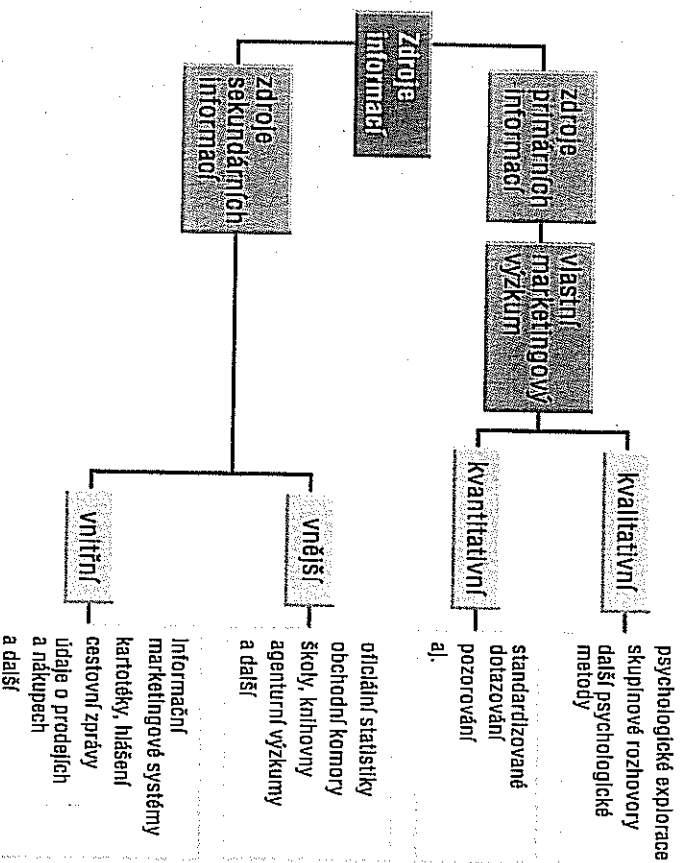 Zdroje
informací
zdroje
primárních
informací
vlastní
marketingový
výzkum
kvalitativní
psychologické explorace
skupinové rozhovory
další psychologické
metody
kvantitativní
standardizované
dotazování
pozorování
aj.
zdroje
sekundárních
informací
vnější
oficiální statistiky
obchodní komory
školy, knihovny
agenturní výzkumy
a další
vnitřní
Informační
marketingové systémy
kartotéky, hlášení
cestovní zprávy
údaje o prodejích
a nákupech
a další